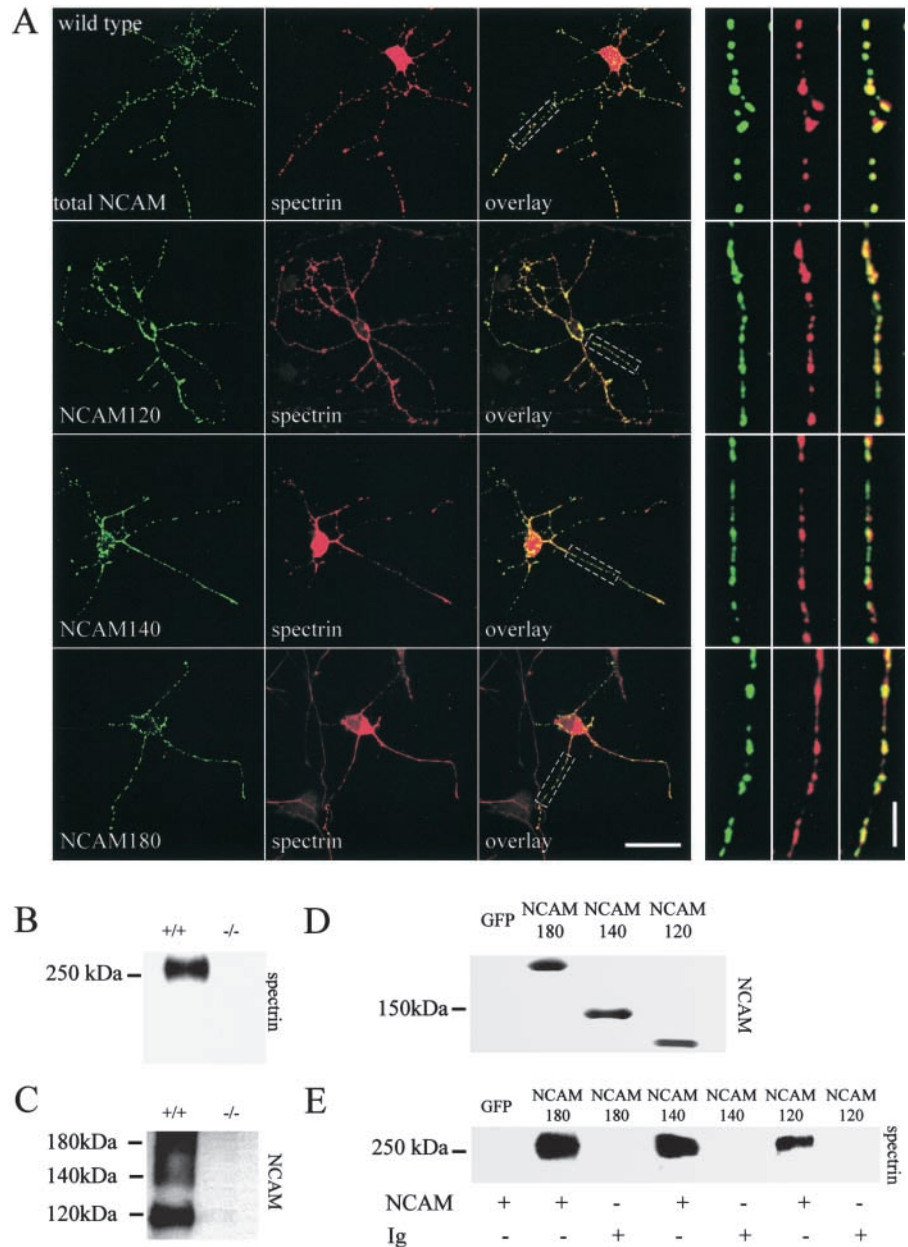 A
wild type
total NCAM
spectrin
overlay
NCAM120
spectrin
overlay
NCAM140
spectrin
overlay
NCAM180
spectrin
overlay
B
+/+ -/-
250 kDa
spectrin
C
+/+ -/-
180kDa
140kDa
120kDa
NCAM
D
GFP NCAM 180 NCAM 140 NCAM 120
150kDa
NCAM
E
GFP NCAM 180 NCAM 180 NCAM 140 NCAM 140 NCAM 120 NCAM 120
250 kDa
spectrin
NCAM + + - + - + -
Ig - - + - + - +